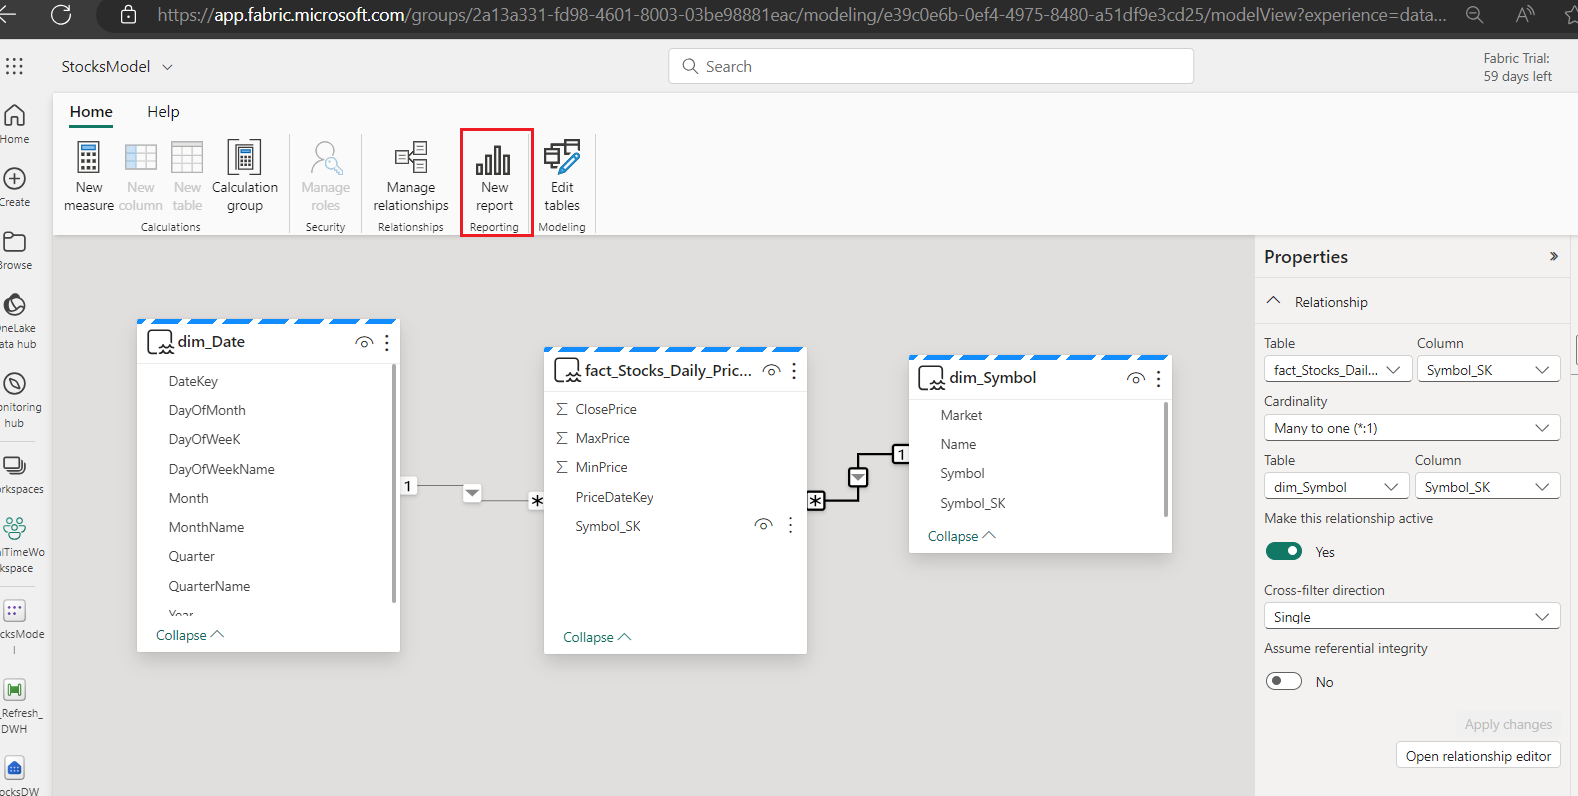 https://app.fabric.microsoft.com/groups/2a13a331-fd98-4601-8003-03be98881eac/modeling/e39c0e6b-0ef4-4975-8480-a51df9e3cd25/modelView?experience=data...
StocksModel
Search
Fabric Trial:
59 days left
Home
Help
New measure
New column
New table
Calculation group
Calculations
Manage roles
Security
Manage relationships
Relationships
New report
Reporting
Edit tables
Modeling
Home
Create
Browse
OneLake
ata hub
onitoring
hub
rkspaces
alTimeWo
kspace
cksMode
l
_Refresh_
DWH
ocksDW
dim_Date
DateKey
DayOfMonth
DayOfWeeK
DayOfWeekName
Month
MonthName
Quarter
QuarterName
Year
Collapse
1
*
fact_Stocks_Daily_Pric...
Σ ClosePrice
Σ MaxPrice
Σ MinPrice
PriceDateKey
Symbol_SK
Collapse
*
1
dim_Symbol
Market
Name
Symbol
Symbol_SK
Collapse
Properties
Relationship
Table Column
fact_Stocks_Dail... Symbol_SK
Cardinality
Many to one (*:1)
Table Column
dim_Symbol Symbol_SK
Make this relationship active
Yes
Cross-filter direction
Single
Assume referential integrity
No
Apply changes
Open relationship editor